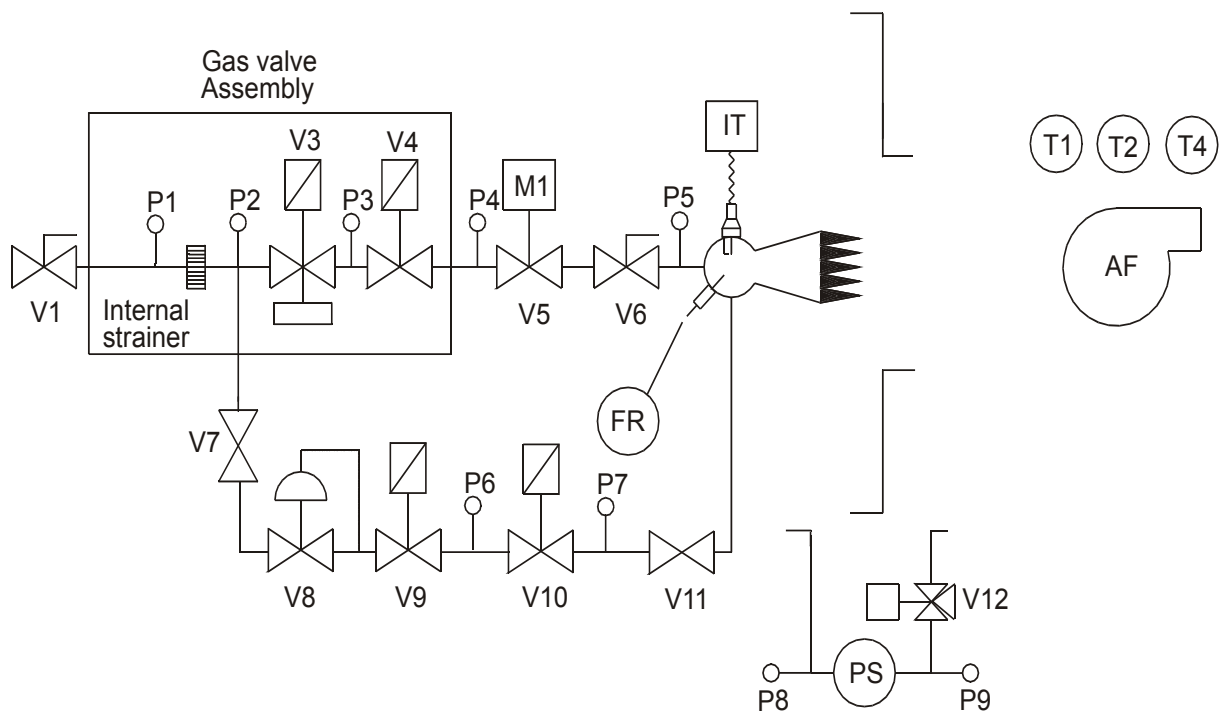 Gas valve
Assembly
V3
V4
IT
T1
T2
T4
P1
P2
P3
P4
M1
P5
AF
V1
Internal
strainer
V5
V6
FR
V7
P6
P7
V8
V9
V10
V11
V12
PS
P8
P9